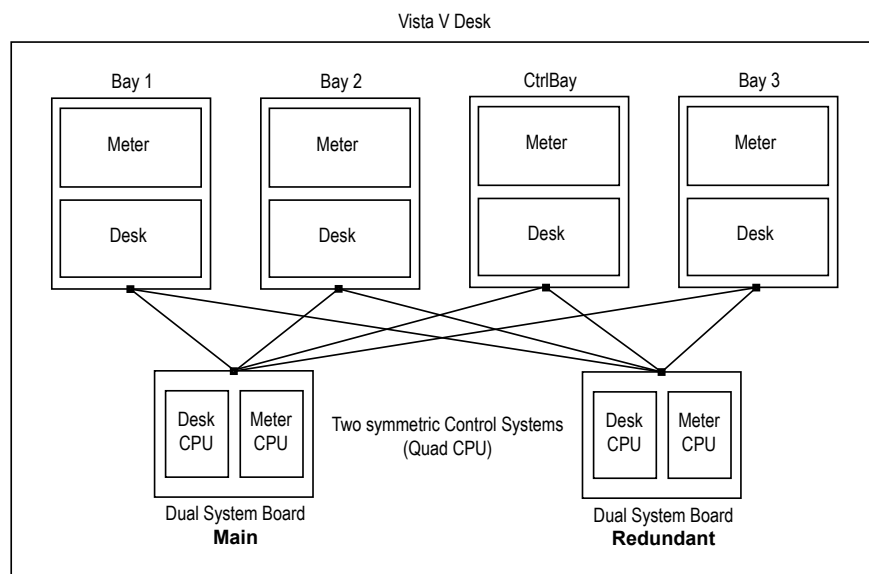 Vista V Desk
Bay 1
Bay 2
CtrlBay
Bay 3
Meter
Meter
Meter
Meter
Desk
Desk
Desk
Desk
Desk
CPU
Meter
CPU
Two symmetric Control Systems
(Quad CPU)
Desk
CPU
Meter
CPU
Dual System Board
Main
Dual System Board
Redundant